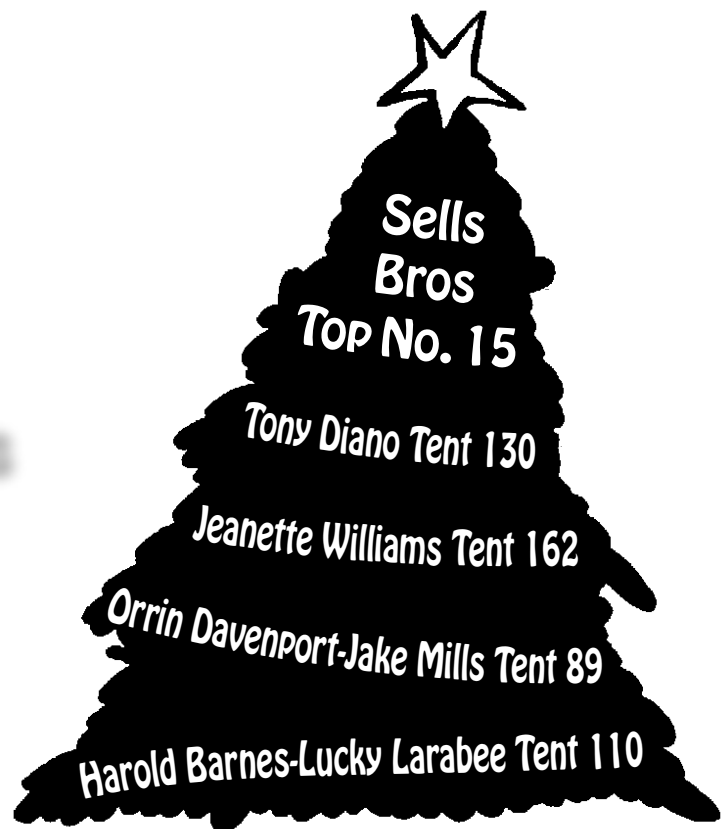 Sells
Bros
Top No. 15
Tony Diano Tent 130
Jeanette Williams Tent 162
Orrin Davenport-Jake Mills Tent 89
Harold Barnes-Lucky Larabee Tent 110